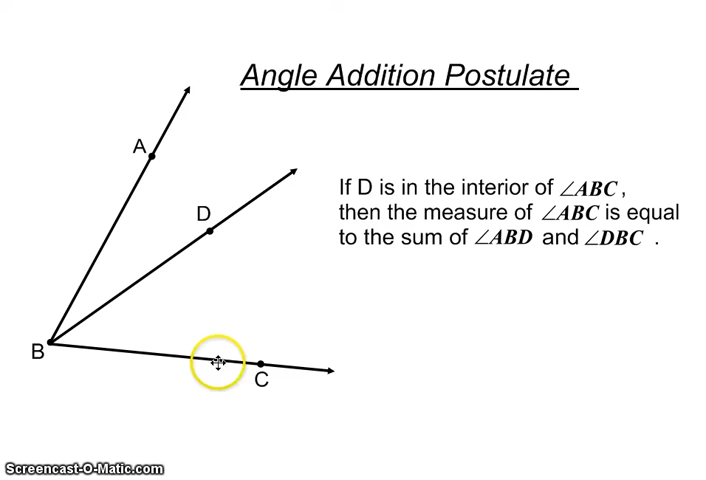 Angle Addition Postulate
A
D
If D is in the interior of ∠ABC ,
then the measure of ∠ABC is equal
to the sum of ∠ABD and ∠DBC .
B
C
Screencast-O-Matic.com